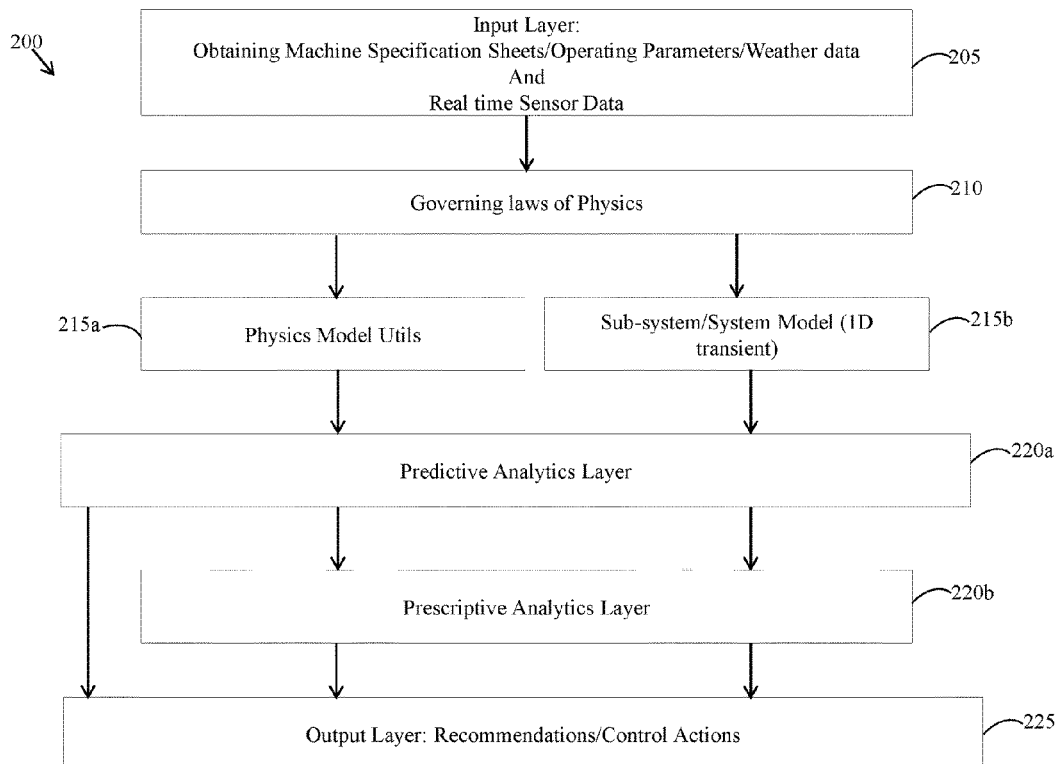 200
Input Layer:
Obtaining Machine Specification Sheets/Operating Parameters/Weather data
And
Real time Sensor Data
205
Governing laws of Physics
210
215a
Physics Model Utils
Sub-system/System Model (1D
transient)
215b
Predictive Analytics Layer
220a
Prescriptive Analytics Layer
220b
Output Layer: Recommendations/Control Actions
225